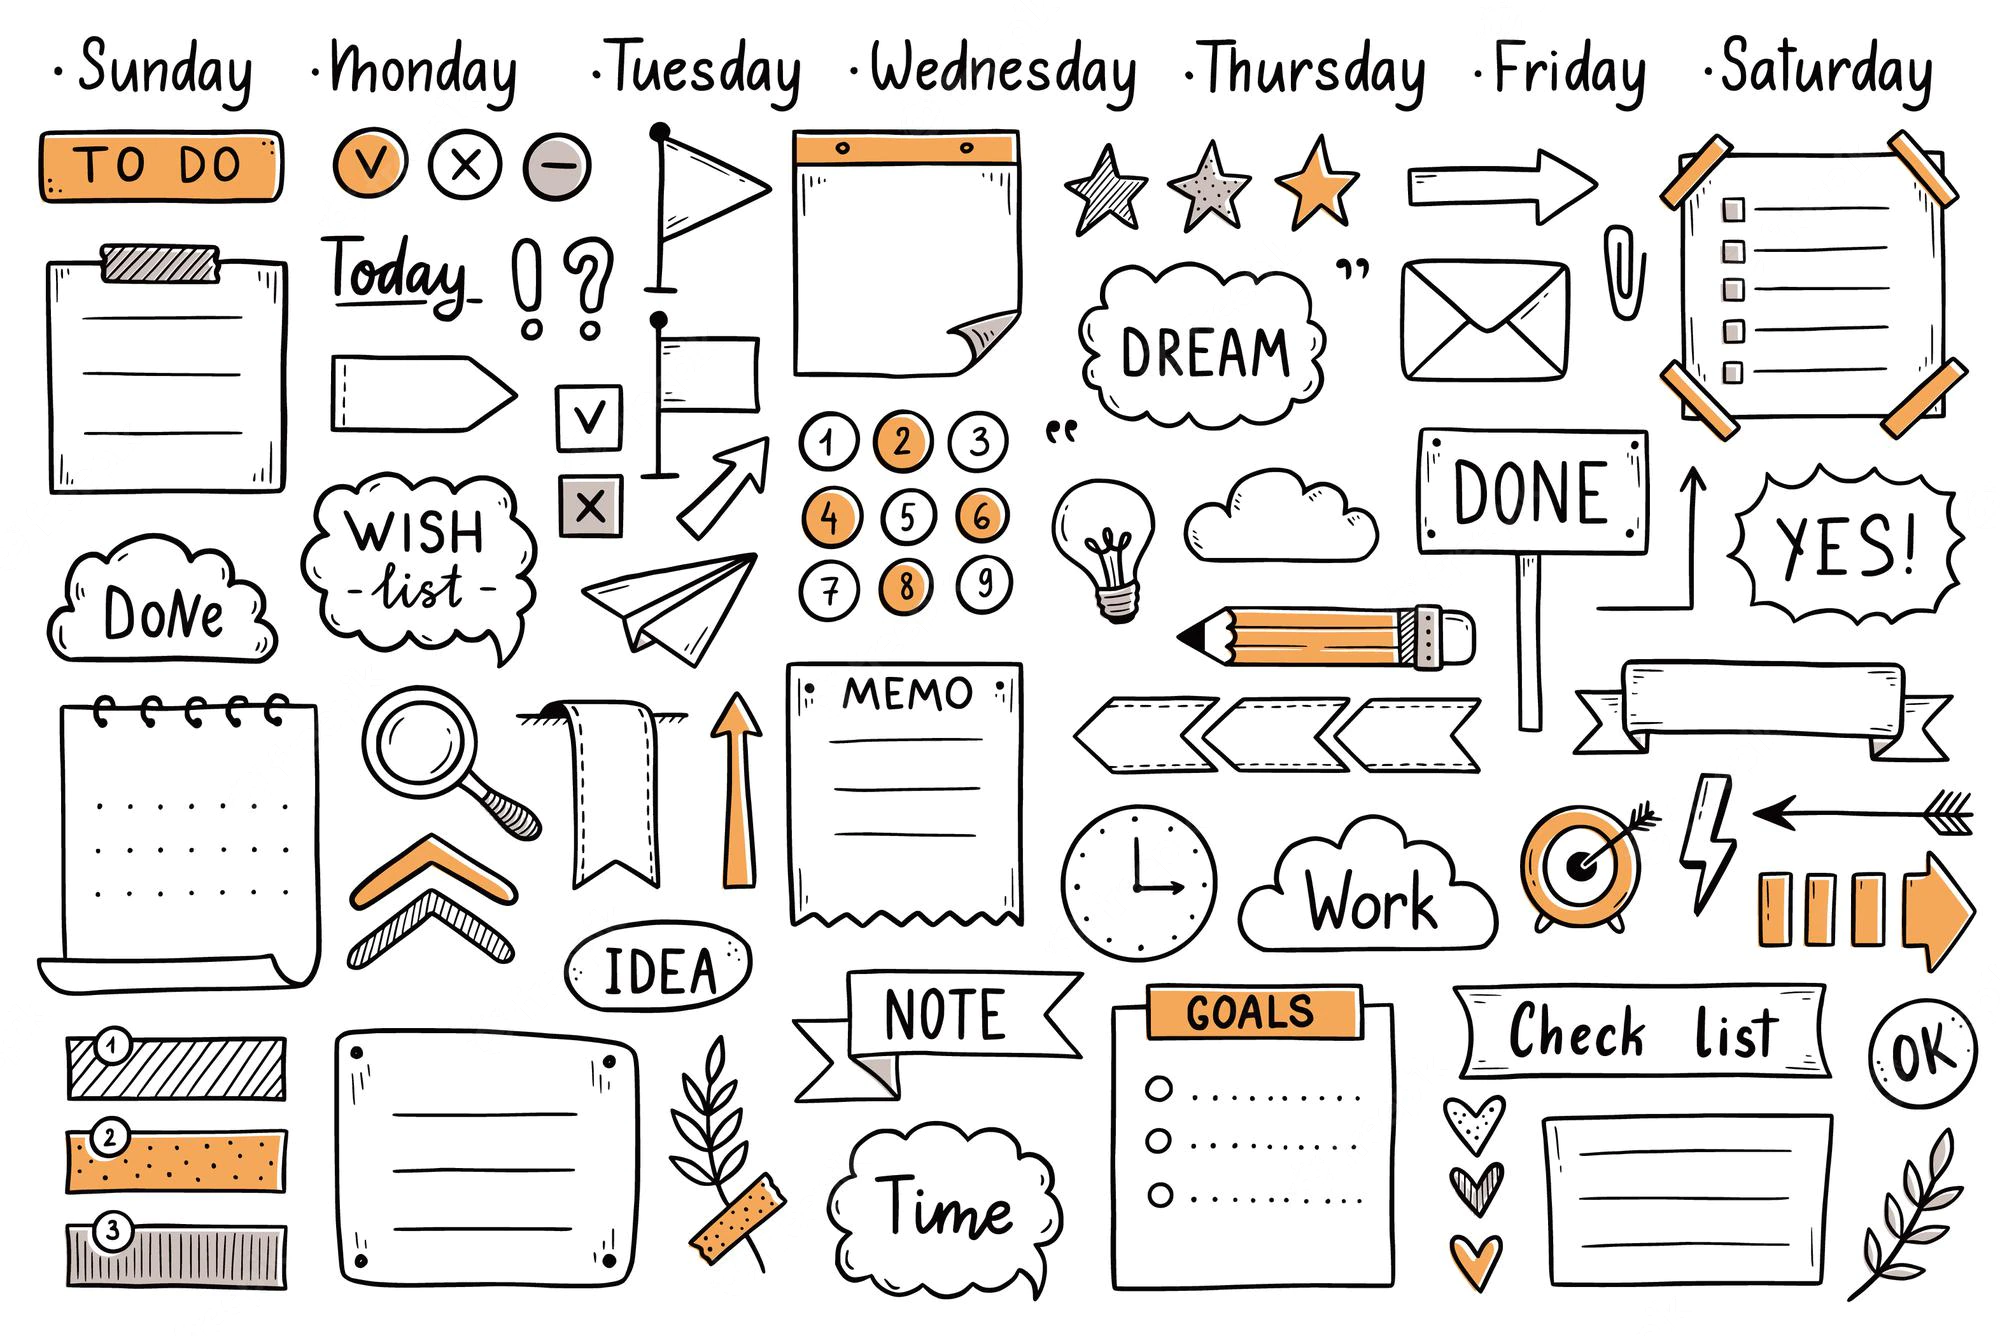 ·Sunday ·Monday ·Tuesday ·Wednesday ·Thursday ·Friday ·Saturday
TO DO
Today
! ?
”
DREAM
1 2 3
“
4 5 6
7 8 9
WISH
-list-
DONE
YES!
DoNe
MEMO
Work
IDEA
NOTE
GOALS
Check list
OK
1
2
3
Time